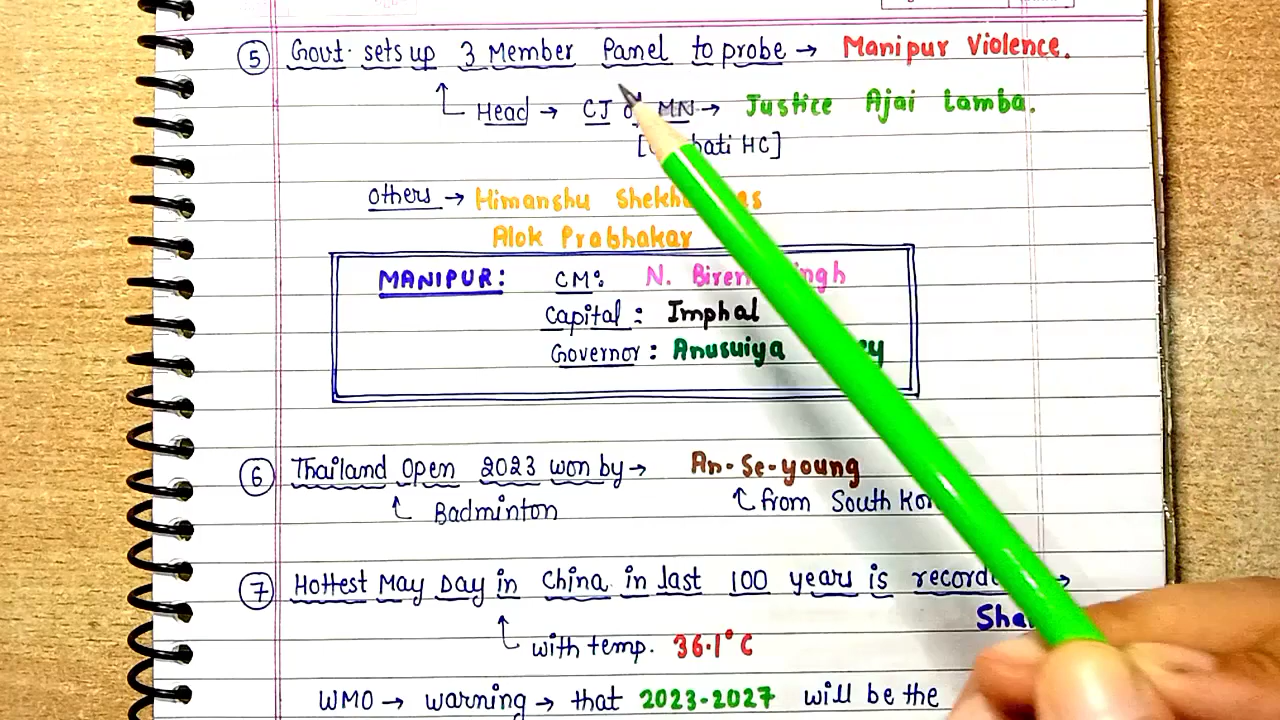 5 Govt. sets up 3 Member Panel to probe → Manipur Violence.
Head → CJ of MN → Justice Ajai Lamba.
HC]
Others → Himanshu
Alok Prabhakar
MANIPUR: CM: N. Biren Singh
Capital : Imphal
Governor : Anusuiya
6 Thailand Open 2023 won by → An-Se-young
Badminton ↑ from South
7 Hottest May Day in China in last 100 years is →
with temp. 36.1°C
WMO → warning → that 2023-2027 will be the